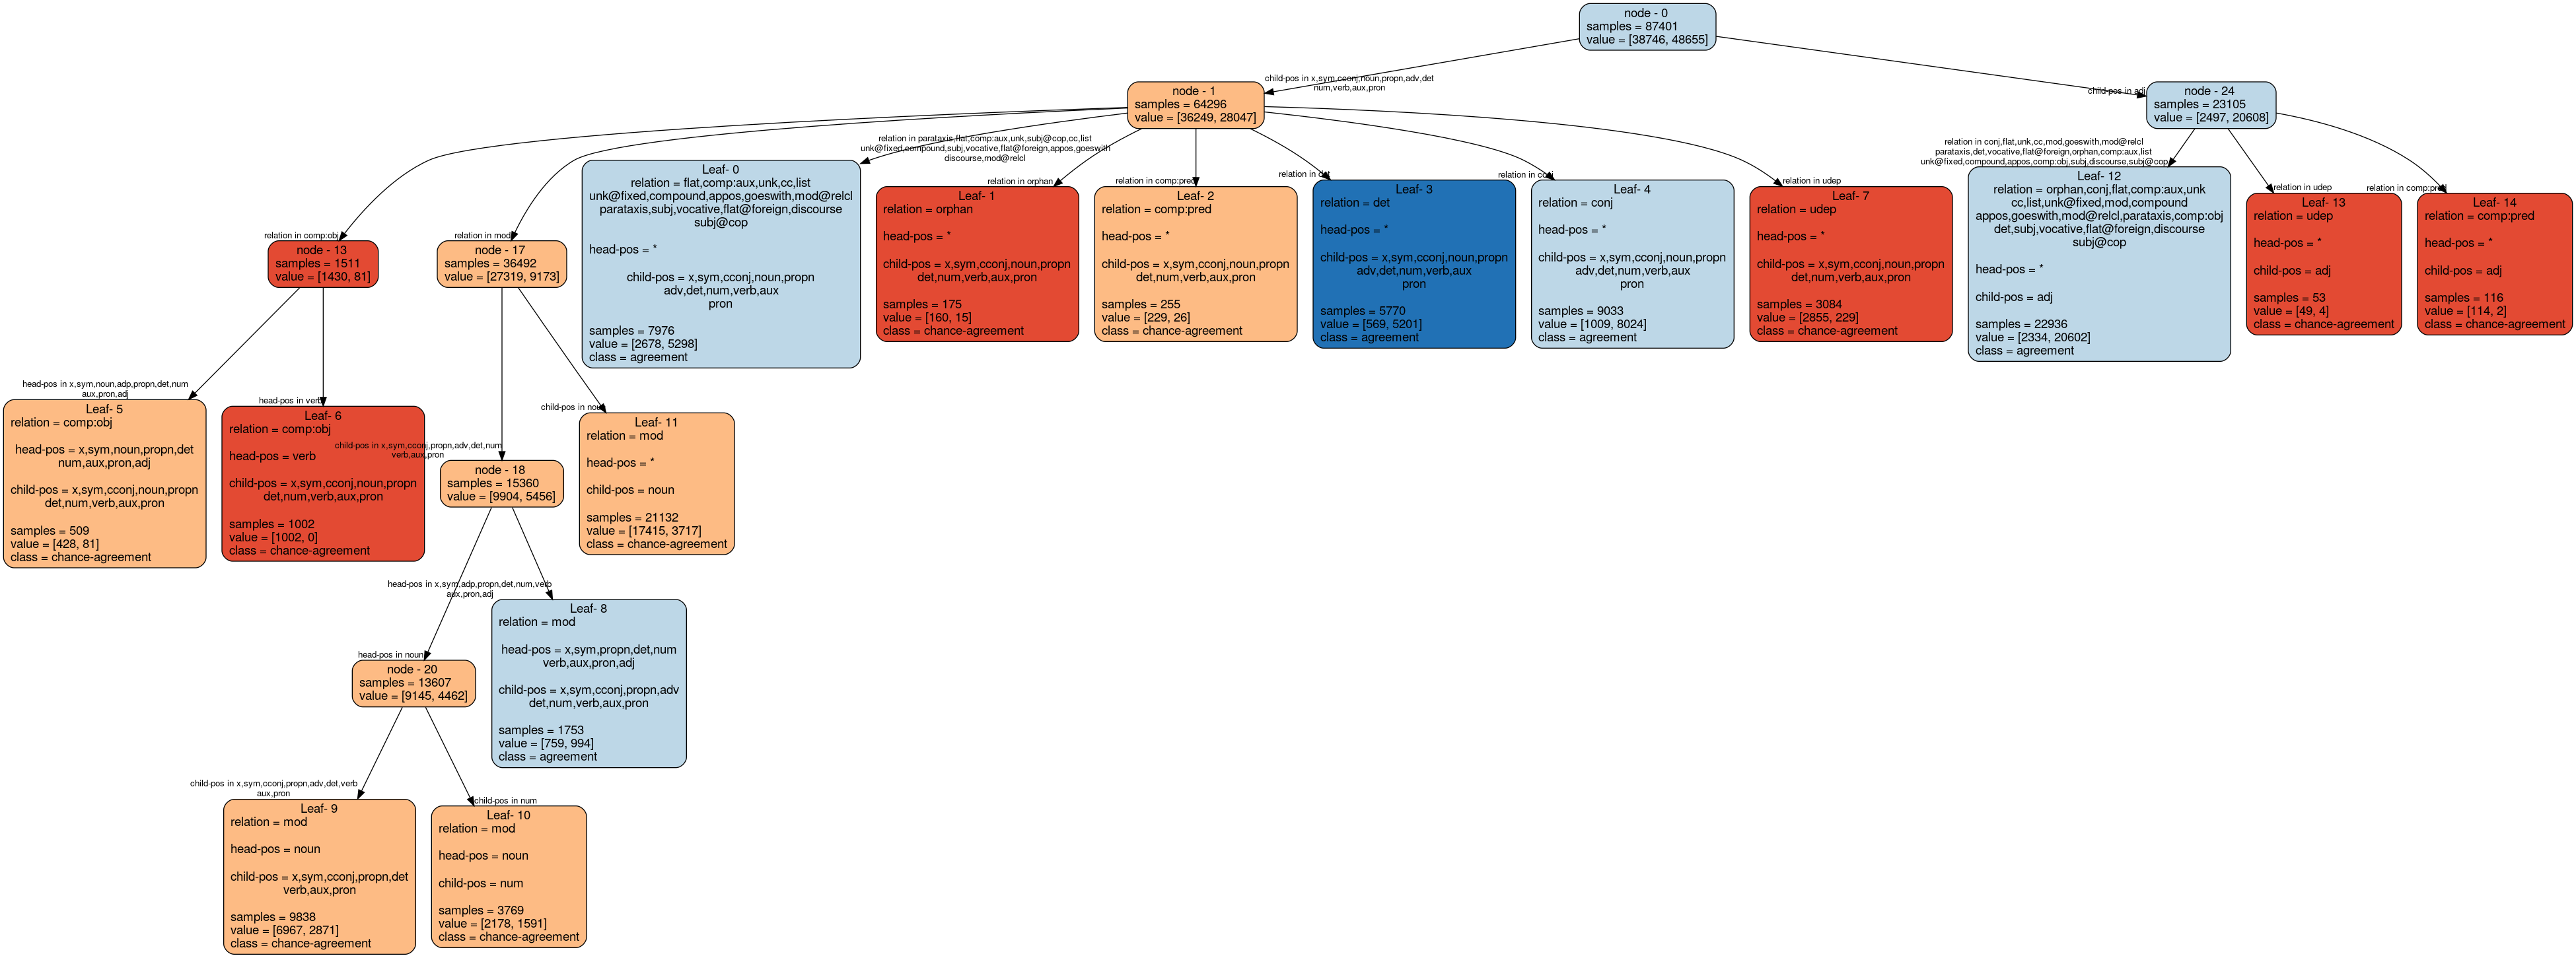 node - 0
samples = 87401
value = [38746, 48655]
child-pos in x,sym,cconj,noun,propn,adv,det
num,verb,aux,pron
node - 1
samples = 64296
value = [36249, 28047]
child-pos in adj
node - 24
samples = 23105
value = [2497, 20608]
relation in comp:obj
node - 13
samples = 1511
value = [1430, 81]
relation in mod
node - 17
samples = 36492
value = [27319, 9173]
relation in parataxis,flat,comp:aux,unk,subj@cop,cc,list
unk@fixed,compound,subj,vocative,flat@foreign,appos,goeswith
discourse,mod@relcl
Leaf- 0
relation = flat,comp:aux,unk,cc,list
unk@fixed,compound,appos,goeswith,mod@relcl
parataxis,subj,vocative,flat@foreign,discourse
subj@cop
head-pos = *
child-pos = x,sym,cconj,noun,propn
adv,det,num,verb,aux
pron
samples = 7976
value = [2678, 5298]
class = agreement
relation in orphan
Leaf- 1
relation = orphan
head-pos = *
child-pos = x,sym,cconj,noun,propn
det,num,verb,aux,pron
samples = 175
value = [160, 15]
class = chance-agreement
relation in comp:pred
Leaf- 2
relation = comp:pred
head-pos = *
child-pos = x,sym,cconj,noun,propn
det,num,verb,aux,pron
samples = 255
value = [229, 26]
class = chance-agreement
relation in det
Leaf- 3
relation = det
head-pos = *
child-pos = x,sym,cconj,noun,propn
adv,det,num,verb,aux
pron
samples = 5770
value = [569, 5201]
class = agreement
relation in conj
Leaf- 4
relation = conj
head-pos = *
child-pos = x,sym,cconj,noun,propn
adv,det,num,verb,aux
pron
samples = 9033
value = [1009, 8024]
class = agreement
relation in udep
Leaf- 7
relation = udep
head-pos = *
child-pos = x,sym,cconj,noun,propn
det,num,verb,aux,pron
samples = 3084
value = [2855, 229]
class = chance-agreement
relation in conj,flat,unk,cc,mod,goeswith,mod@relcl
parataxis,det,vocative,flat@foreign,orphan,comp:aux,list
unk@fixed,compound,appos,comp:obj,subj,discourse,subj@cop
Leaf- 12
relation = orphan,conj,flat,comp:aux,unk
cc,list,unk@fixed,mod,compound
appos,goeswith,mod@relcl,parataxis,comp:obj
det,subj,vocative,flat@foreign,discourse
subj@cop
head-pos = *
child-pos = adj
samples = 22936
value = [2334, 20602]
class = agreement
relation in udep
Leaf- 13
relation = udep
head-pos = *
child-pos = adj
samples = 53
value = [49, 4]
class = chance-agreement
relation in comp:pred
Leaf- 14
relation = comp:pred
head-pos = *
child-pos = adj
samples = 116
value = [114, 2]
class = chance-agreement
head-pos in x,sym,noun,adp,propn,det,num
aux,pron,adj
Leaf- 5
relation = comp:obj
head-pos = x,sym,noun,propn,det
num,aux,pron,adj
child-pos = x,sym,cconj,noun,propn
det,num,verb,aux,pron
samples = 509
value = [428, 81]
class = chance-agreement
head-pos in verb
Leaf- 6
relation = comp:obj
head-pos = verb
child-pos = x,sym,cconj,noun,propn
det,num,verb,aux,pron
samples = 1002
value = [1002, 0]
class = chance-agreement
child-pos in x,sym,cconj,propn,adv,det,num
verb,aux,pron
node - 18
samples = 15360
value = [9904, 5456]
child-pos in noun
Leaf- 11
relation = mod
head-pos = *
child-pos = noun
samples = 21132
value = [17415, 3717]
class = chance-agreement
head-pos in x,sym,adp,propn,det,num,verb
aux,pron,adj
Leaf- 8
relation = mod
head-pos = x,sym,propn,det,num
verb,aux,pron,adj
child-pos = x,sym,cconj,propn,adv
det,num,verb,aux,pron
samples = 1753
value = [759, 994]
class = agreement
head-pos in noun
node - 20
samples = 13607
value = [9145, 4462]
child-pos in x,sym,cconj,propn,adv,det,verb
aux,pron
Leaf- 9
relation = mod
head-pos = noun
child-pos = x,sym,cconj,propn,det
verb,aux,pron
samples = 9838
value = [6967, 2871]
class = chance-agreement
child-pos in num
Leaf- 10
relation = mod
head-pos = noun
child-pos = num
samples = 3769
value = [2178, 1591]
class = chance-agreement